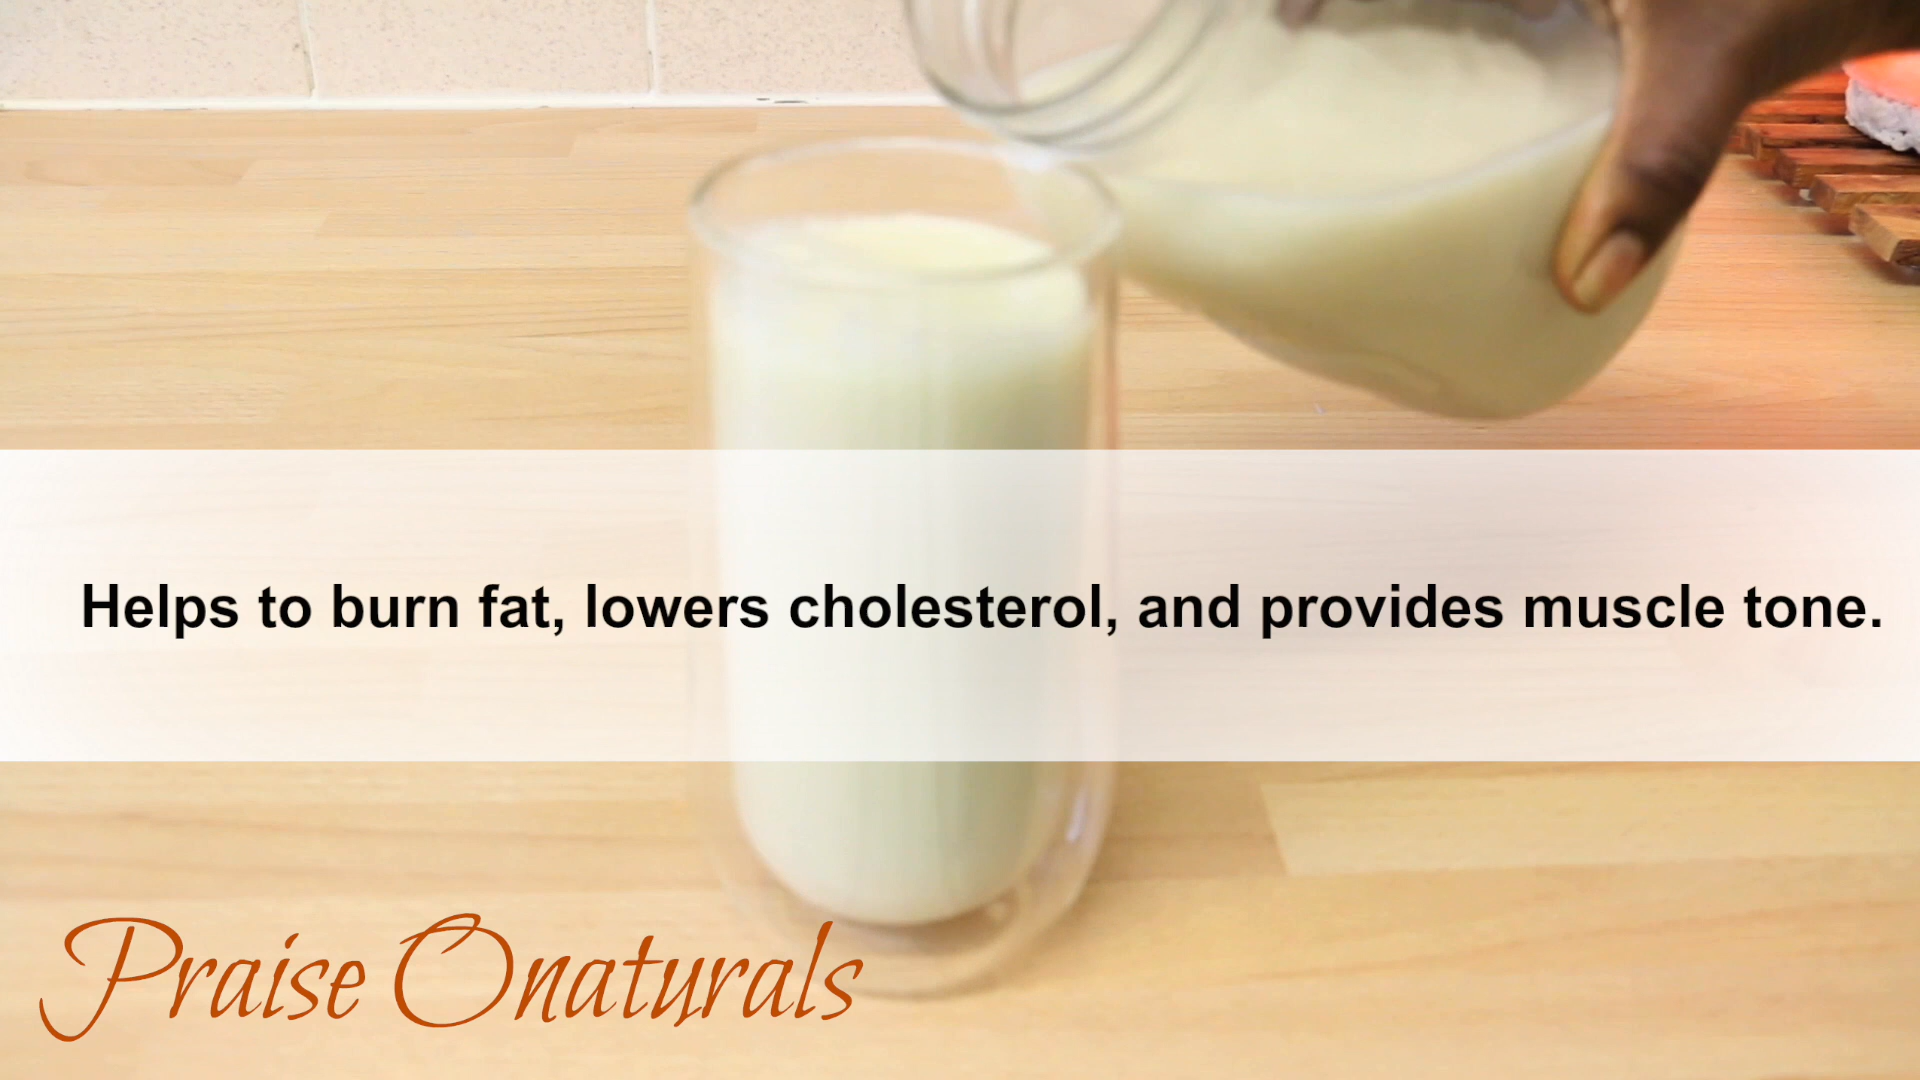 Helps to burn fat, lowers cholesterol, and provides muscle tone.
Praise Onaturals